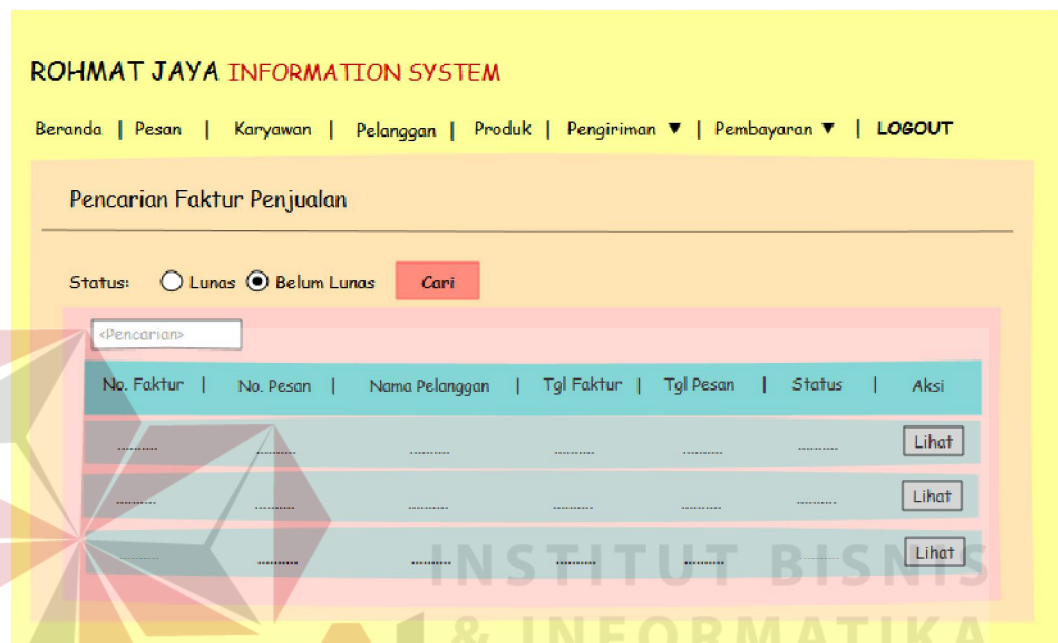 ROHMAT JAYA INFORMATION SYSTEM
Beranda | Pesan | Karyawan | Pelanggan | Produk | Pengiriman ▼ | Pembayaran ▼ | LOGOUT
Pencarian Faktur Penjualan
Status: Lunas Belum Lunas Cari
<Pencarian>
No. Faktur | No. Pesan | Nama Pelanggan | Tgl Faktur | Tgl Pesan | Status | Aksi
.......... .......... .......... .......... .......... .......... Lihat
.......... .......... .......... .......... .......... .......... Lihat
.......... .......... .......... .......... .......... .......... Lihat
INSTITUT BISNIS
& INFORMATIKA